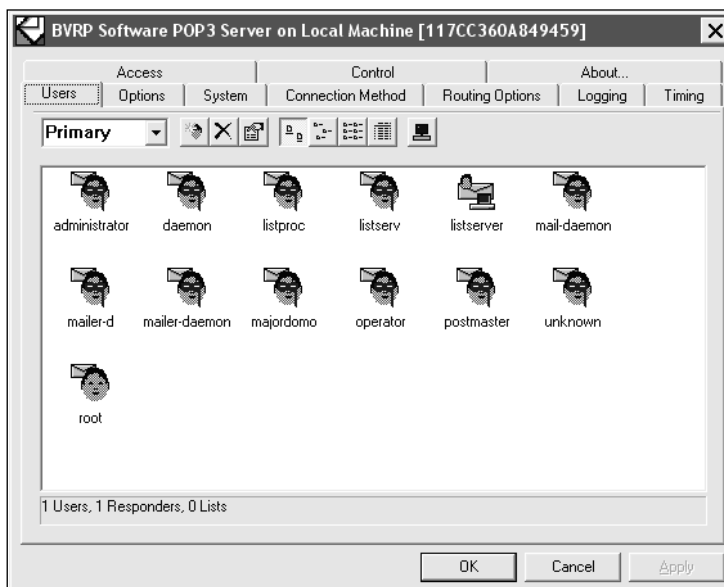 BVRP Software POP3 Server on Local Machine [117CC360A849459]
Access Control About...
Users Options System Connection Method Routing Options Logging Timing
Primary
administrator daemon listproc listserv listserver mail-daemon
mailer-d mailer-daemon majordomo operator postmaster unknown
root
1 Users, 1 Responders, 0 Lists
OK Cancel Apply